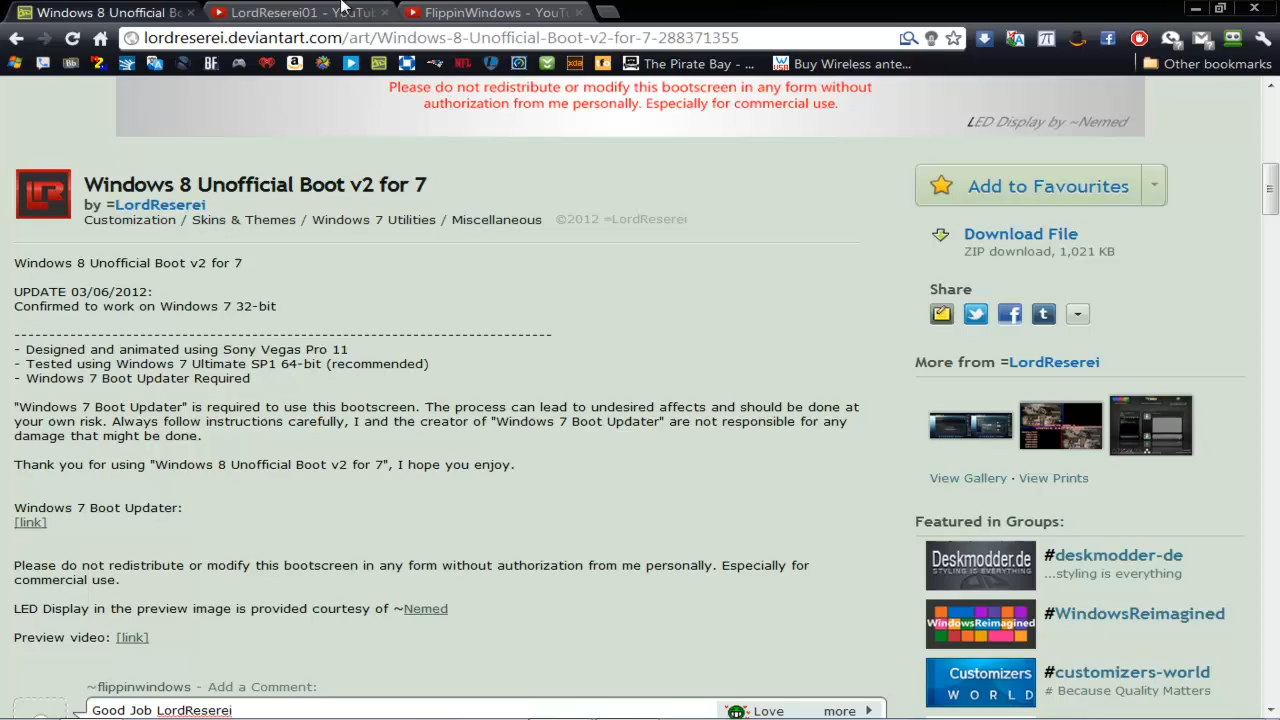 Windows 8 Unofficial Bo
LordReserei01 - YouTub
FlippinWindows - YouTu
lordreserei.deviantart.com/art/Windows-8-Unofficial-Boot-v2-for-7-288371355
BF
NFL
xda
The Pirate Bay - ...
Buy Wireless ante...
Other bookmarks
Please do not redistribute or modify this bootscreen in any form without
authorization from me personally. Especially for commercial use.
LED Display by ~Nemed
LR
Windows 8 Unofficial Boot v2 for 7
by =LordReserei
Customization / Skins & Themes / Windows 7 Utilities / Miscellaneous ©2012 =LordReserei
Add to Favourites
Download File
ZIP download, 1,021 KB
Share
Windows 8 Unofficial Boot v2 for 7
UPDATE 03/06/2012:
Confirmed to work on Windows 7 32-bit
--------------------------------------------------------------------------
- Designed and animated using Sony Vegas Pro 11
- Tested using Windows 7 Ultimate SP1 64-bit (recommended)
- Windows 7 Boot Updater Required
"Windows 7 Boot Updater" is required to use this bootscreen. The process can lead to undesired affects and should be done at
your own risk. Always follow instructions carefully, I and the creator of "Windows 7 Boot Updater" are not responsible for any
damage that might be done.
Thank you for using "Windows 8 Unofficial Boot v2 for 7", I hope you enjoy.
Windows 7 Boot Updater:
[link]
Please do not redistribute or modify this bootscreen in any form without authorization from me personally. Especially for
commercial use.
LED Display in the preview image is provided courtesy of ~Nemed
Preview video: [link]
~flippinwindows - Add a Comment:
Good Job LordReserei
Love more
More from =LordReserei
View Gallery · View Prints
Featured in Groups:
Deskmodder.de
STYLING IS EVERYTHING
#deskmodder-de
...styling is everything
WindowsReimagined
#WindowsReimagined
Customizers
WORLD
#customizers-world
# Because Quality Matters